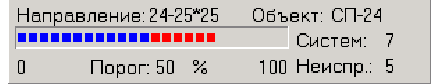 Направление: 24-25*25 Объект: СП-24
Систем: 7
0 Порог: 50 % 100 Неиспр.: 5